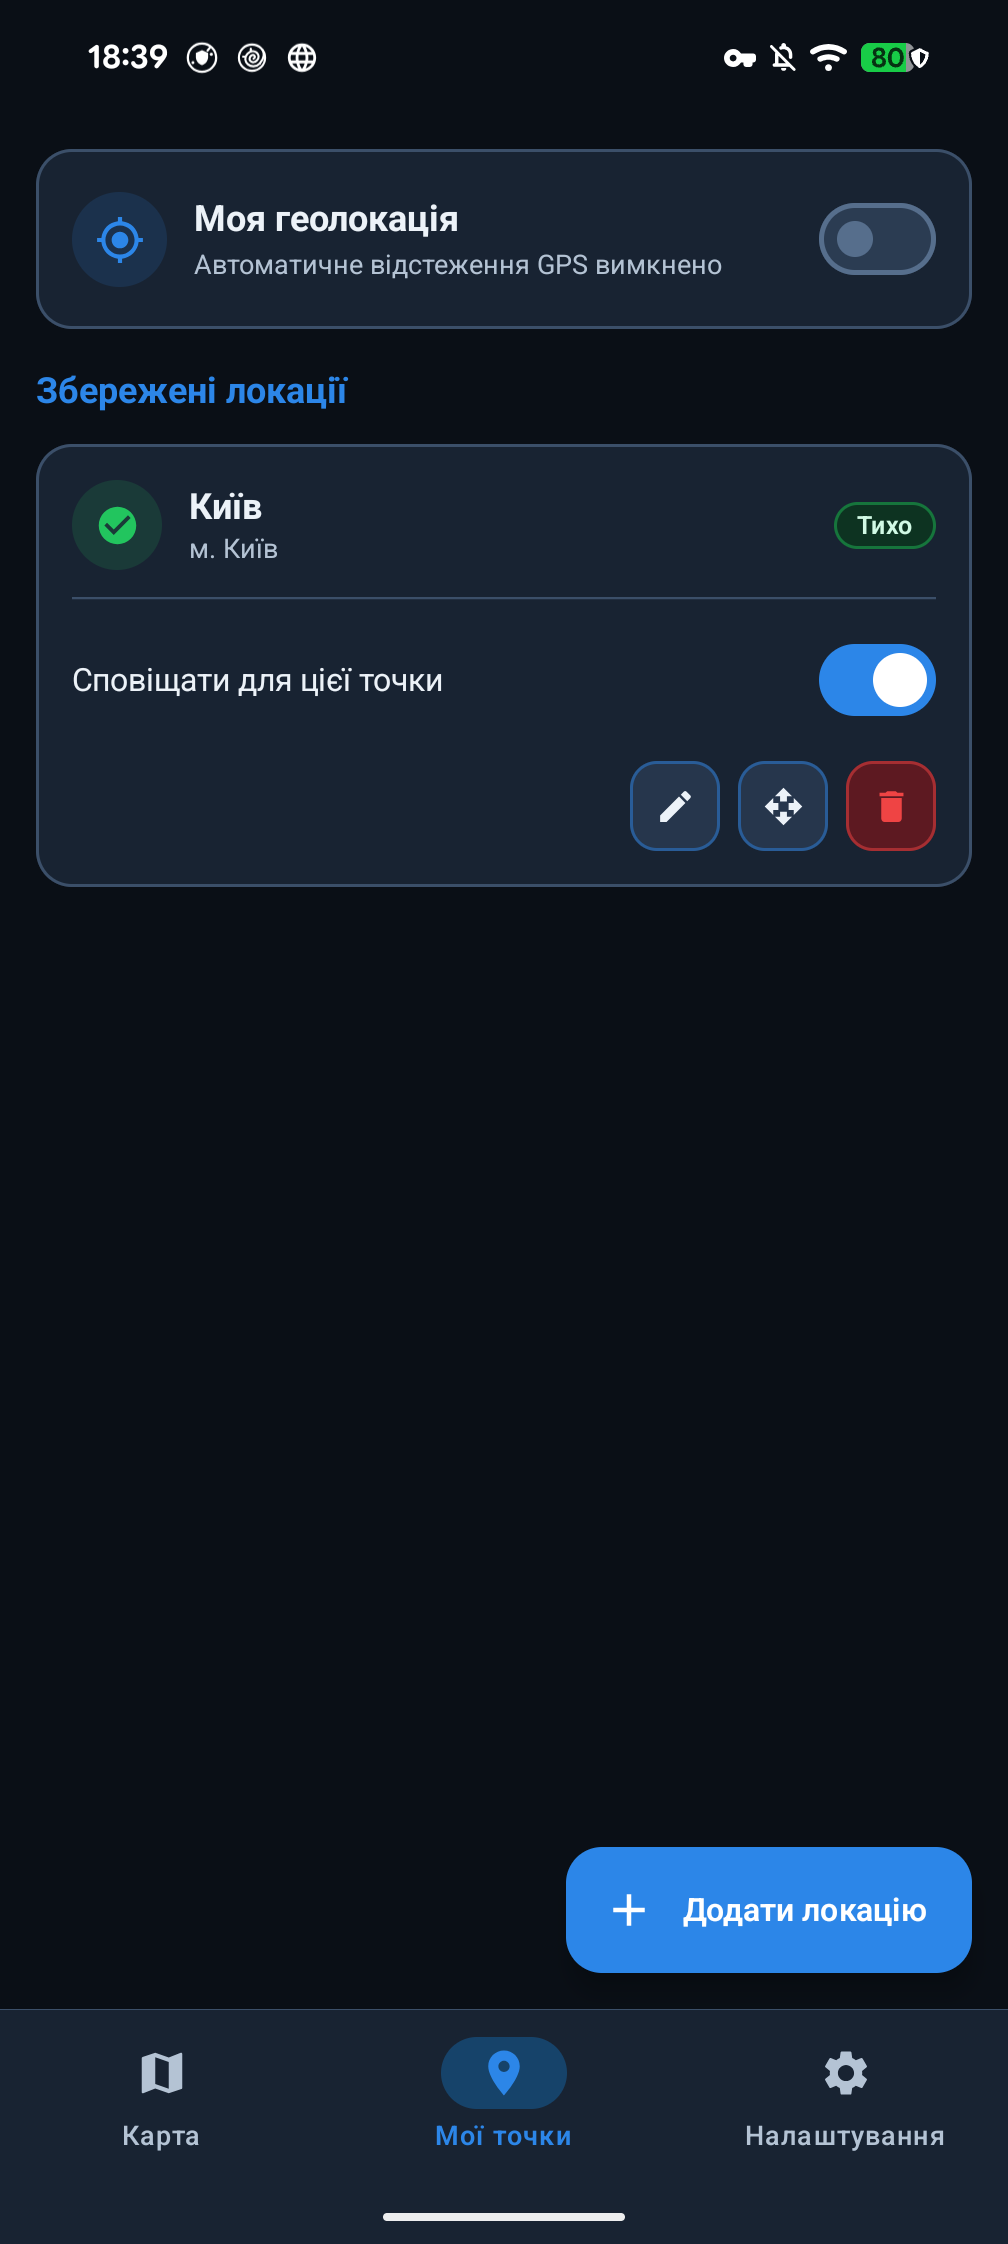 18:39
80
Моя геолокація
Автоматичне відстеження GPS вимкнено
Збережені локації
Київ
м. Київ
Тихо
Сповіщати для цієї точки
Додати локацію
Карта
Мої точки
Налаштування